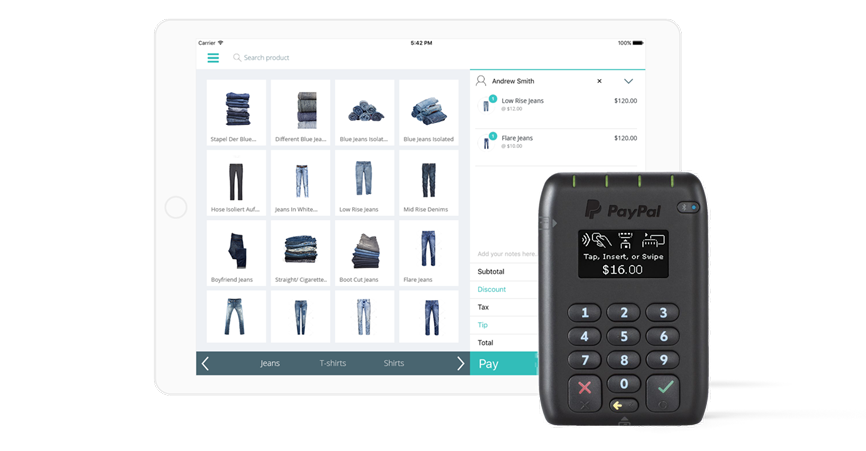 Carrier
5:42 PM
100%
Search product
Andrew Smith
1
Low Rise Jeans
$120.00
@ $12.00
1
Flare Jeans
$120.00
@ $10.00
Stapel Der Blue...
Different Blue Jea...
Blue Jeans Isolat...
Blue Jeans Isolated
Hose Isoliert Auf...
Jeans In White...
Low Rise Jeans
Mid Rise Denims
Boyfriend Jeans
Straight/ Cigarette...
Boot Cut Jeans
Flare Jeans
Add your notes here.
Subtotal
Discount
Tax
Tip
Total
Jeans
T-shirts
Shirts
Pay
PayPal
Tap, Insert, or Swipe
$16.00
1 2 3
4 5 6
7 8 9
0